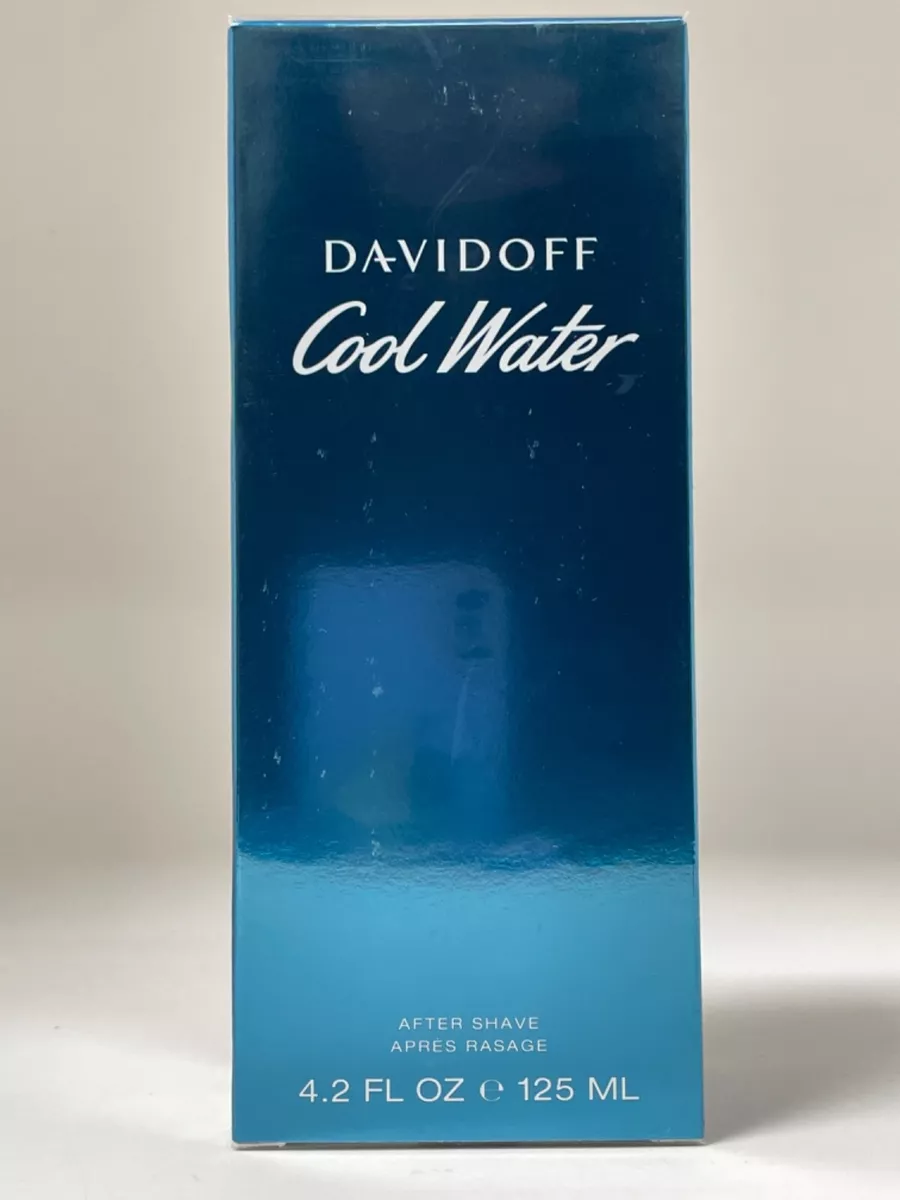 DAVIDOFF
Cool Water
AFTER SHAVE
APRÈS RASAGE
4.2 FL OZ ℮ 125 ML